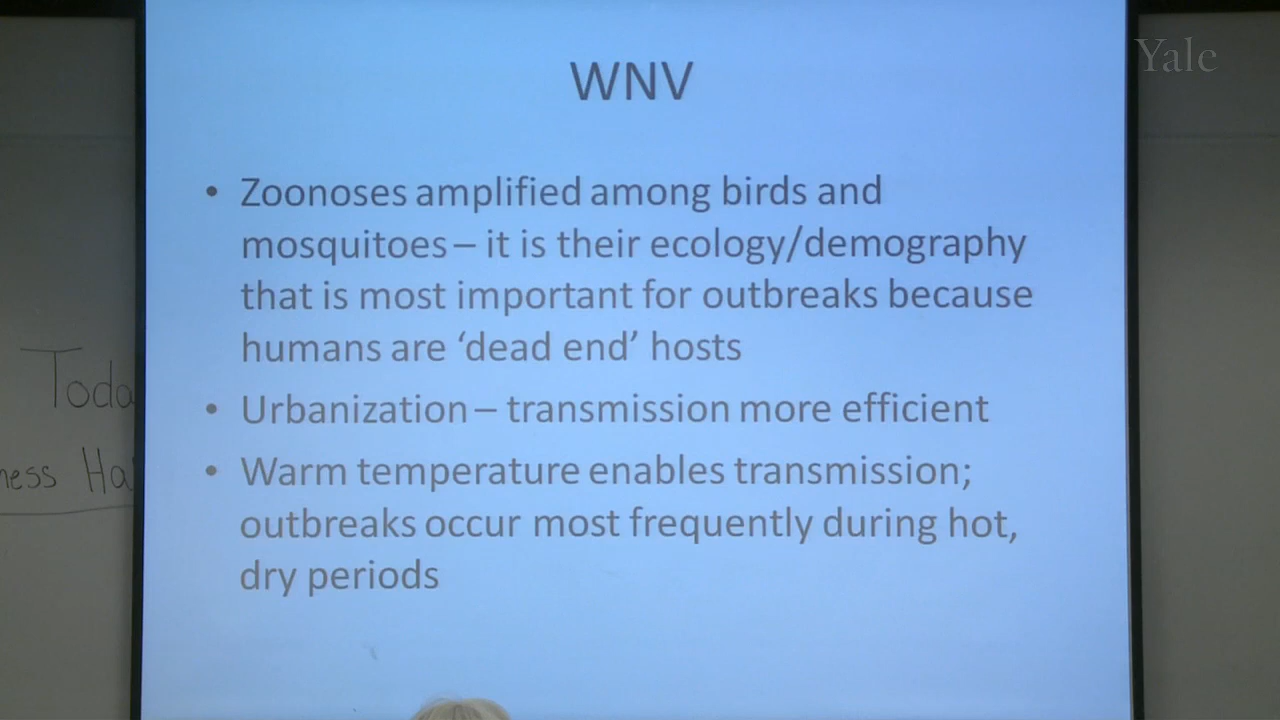 Yale
WNV
• Zoonoses amplified among birds and
mosquitoes – it is their ecology/demography
that is most important for outbreaks because
humans are ‘dead end’ hosts
• Urbanization – transmission more efficient
• Warm temperature enables transmission;
outbreaks occur most frequently during hot,
dry periods
Toda
ness Ha